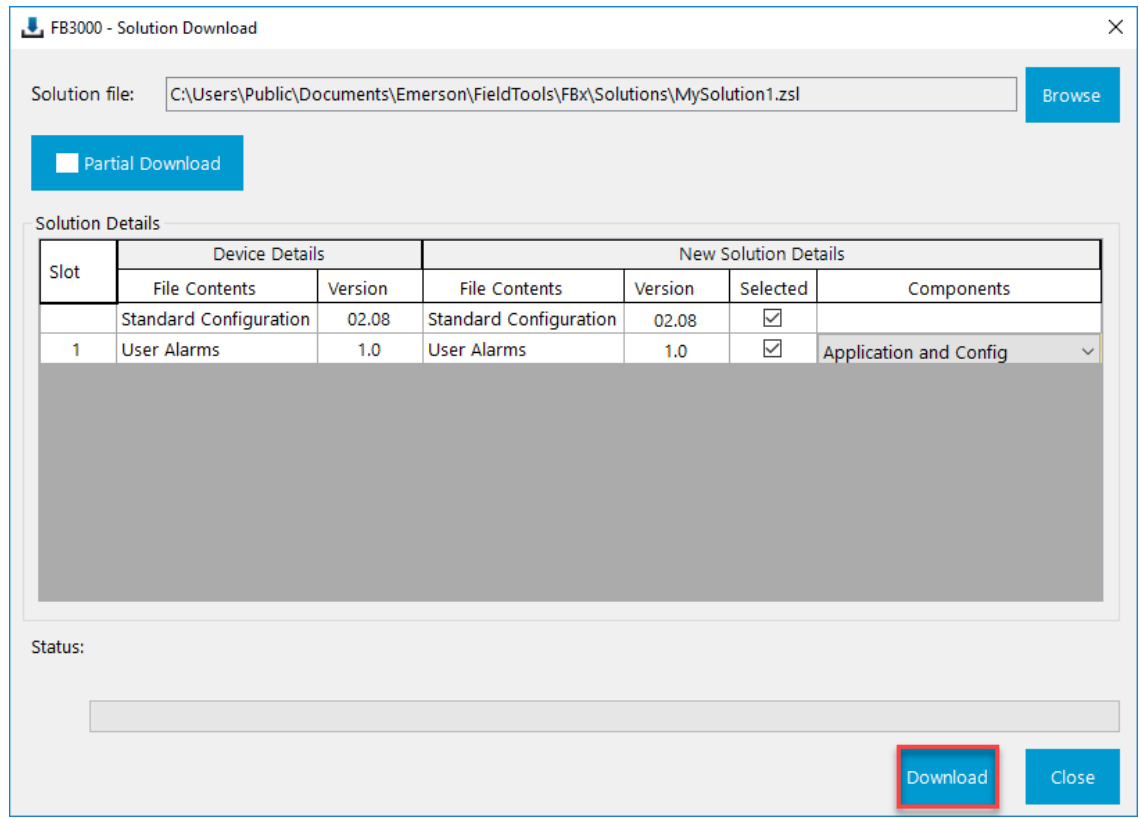 FB3000 - Solution Download
Solution file: C:\Users\Public\Documents\Emerson\FieldTools\FBx\Solutions\MySolution1.zsl Browse
Partial Download
Solution Details
Slot Device Details New Solution Details
File Contents Version File Contents Version Selected Components
Standard Configuration 02.08 Standard Configuration 02.08
1 User Alarms 1.0 User Alarms 1.0 Application and Config
Status:
Download Close